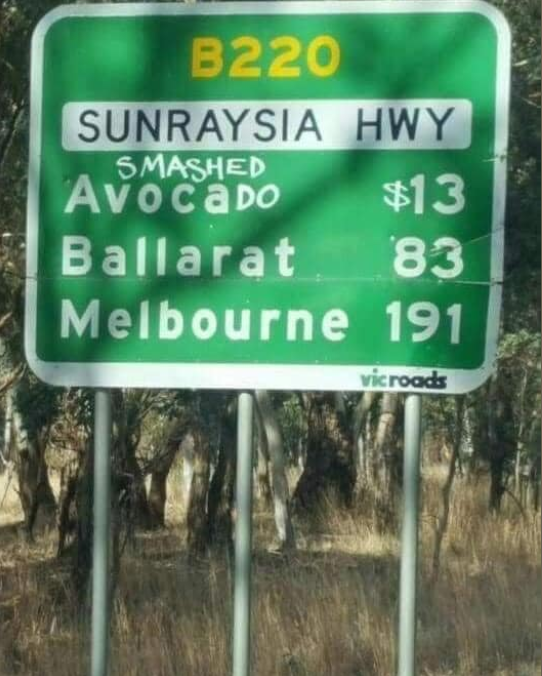 B220
SUNRAYSIA HWY
SMASHED
AvocaDO $13
Ballarat 83
Melbourne 191
vicroads